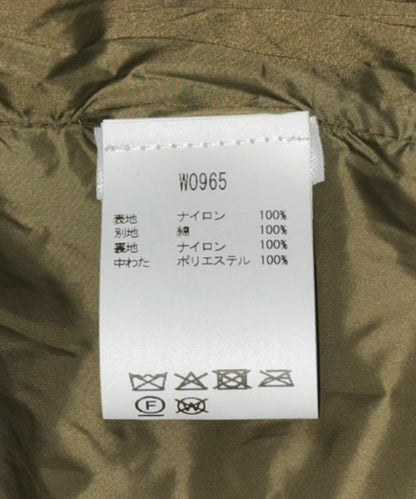 W0965
表地 ナイロン 100%
別地 綿 100%
裏地 ナイロン 100%
中わた ポリエステル 100%
F
W